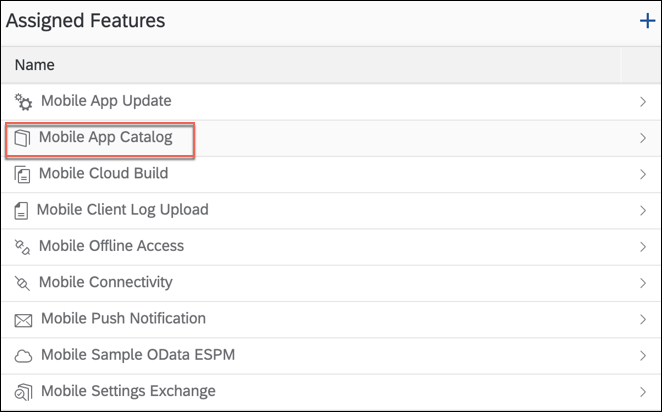 Assigned Features
Name
Mobile App Update
Mobile App Catalog
Mobile Cloud Build
Mobile Client Log Upload
Mobile Offline Access
Mobile Connectivity
Mobile Push Notification
Mobile Sample OData ESPM
Mobile Settings Exchange